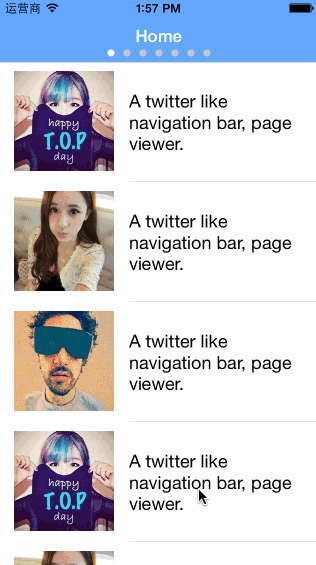 运营商 1:57 PM
Home
happy
T.O.P
day
A twitter like
navigation bar, page
viewer.
A twitter like
navigation bar, page
viewer.
A twitter like
navigation bar, page
viewer.
happy
T.O.P
day
A twitter like
navigation bar, page
viewer.